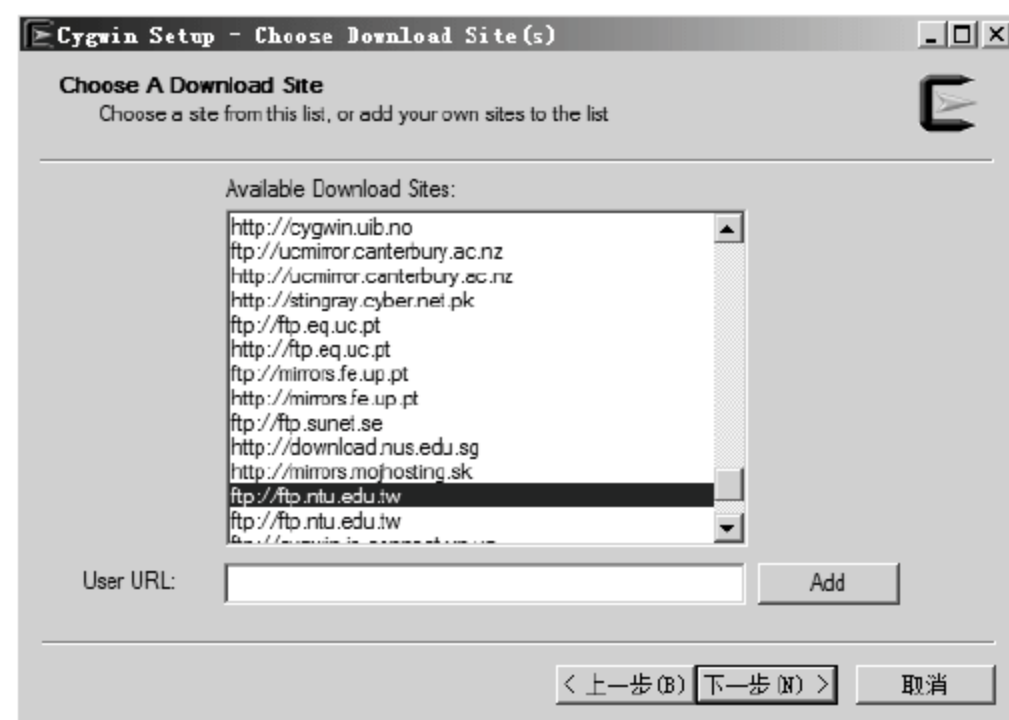 Cygwin Setup - Choose Download Site(s)
Choose A Download Site
Choose a site from this list, or add your own sites to the list
Available Download Sites:
http://cygwin.uib.no
ftp://ucmirror.canterbury.ac.nz
http://ucmirror.canterbury.ac.nz
http://stingray.cyber.net.pk
ftp://ftp.eq.uc.pt
http://ftp.eq.uc.pt
ftp://mirrors.fe.up.pt
http://mirrors.fe.up.pt
ftp://ftp.sunet.se
http://download.nus.edu.sg
http://mirrors.mojhosting.sk
ftp://ftp.ntu.edu.tw
ftp://ftp.ntu.edu.tw
User URL:
Add
< 上一步(B)
下一步(N) >
取消